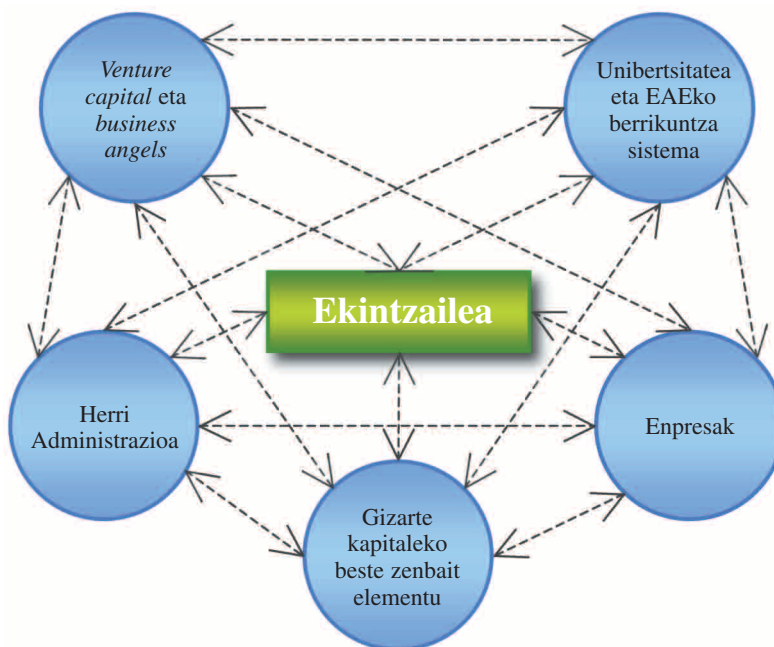 Venture
capital eta
business
angels
Unibertsitatea
eta EAEko
berrikuntza
sistema
Ekintzailea
Herri
Administrazioa
Enpresak
Gizarte
kapitaleko
beste zenbait
elementu